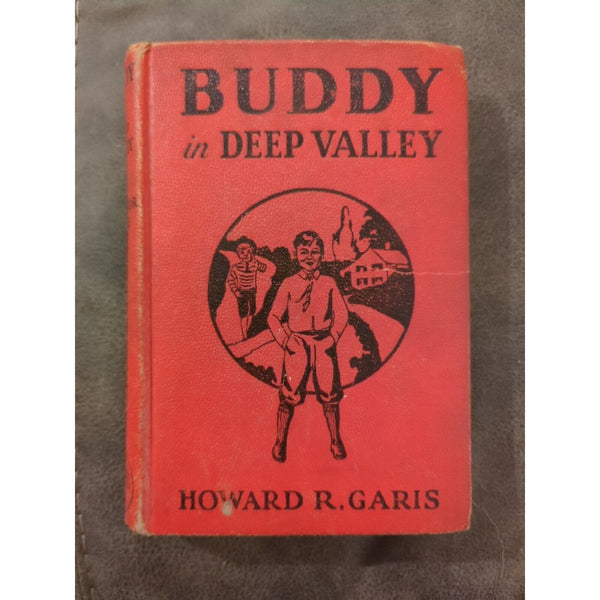 BUDDY
in DEEP VALLEY
HOWARD R. GARIS